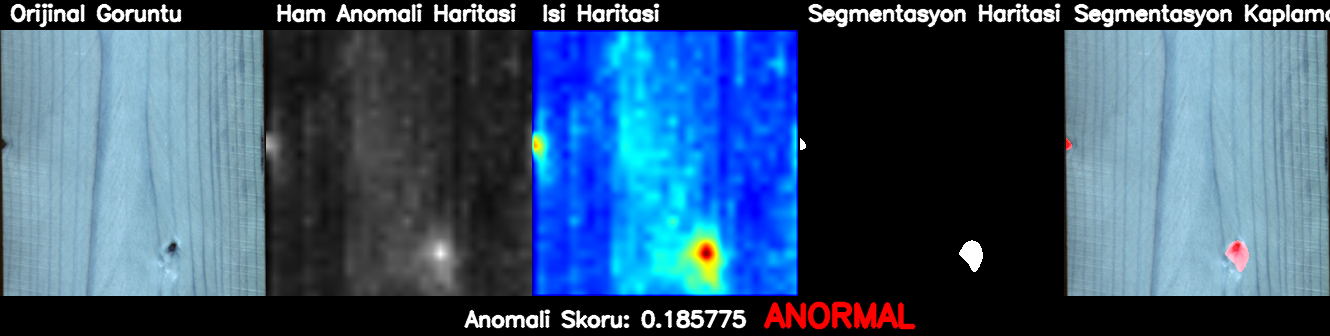 Orijinal Goruntu
Ham Anomali Haritasi
Isi Haritasi
Segmentasyon Haritasi
Segmentasyon Kaplama
Anomali Skoru: 0.185775 ANORMAL